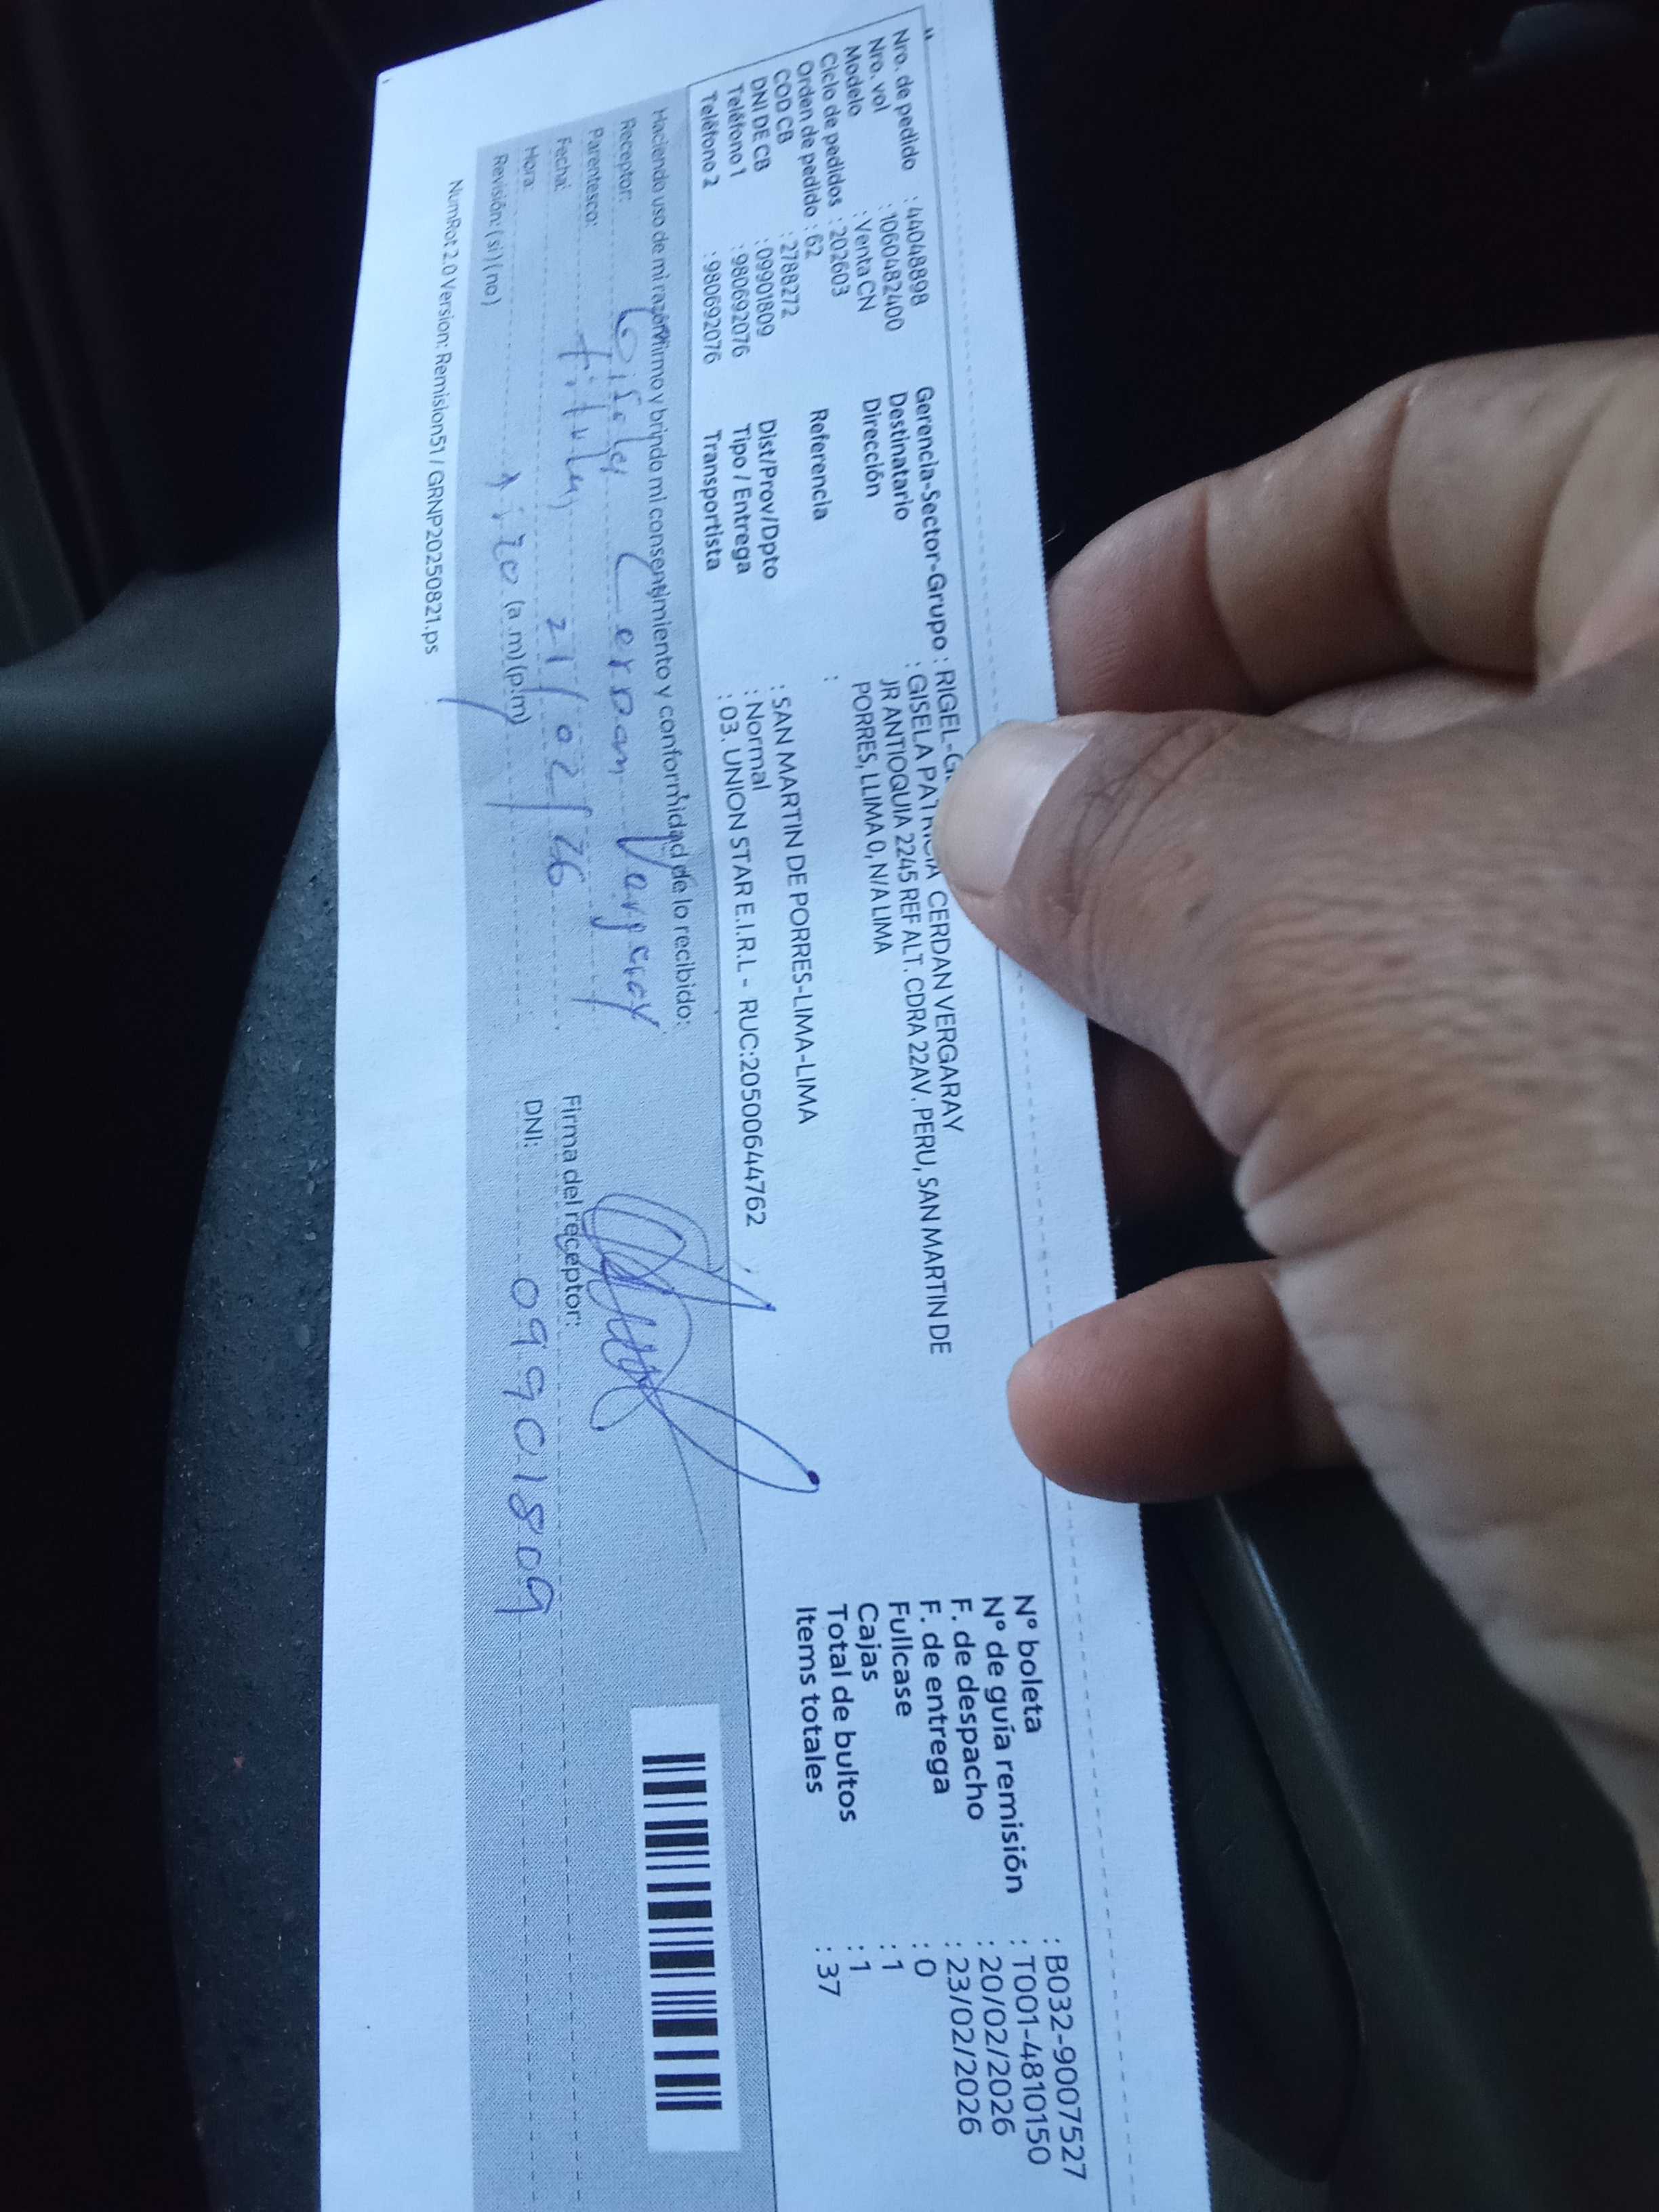 Nro. de pedido : 44048898
Nro. vol : 1060482400
Modelo : Venta CN
Ciclo de pedidos : 202603
Orden de pedido : 62
COD CB : 2788272
DNI DE CB : 09901809
Teléfono 1 : 980692076
Teléfono 2 : 980692076
Gerencia-Sector-Grupo : RIGEL-
Destinatario : GISELA PATRICIA CERDAN VERGARAY
Dirección : JR ANTIOQUIA 2245 REF ALT. CDRA 22AV. PERU, SAN MARTIN DE
PORRES, LLIMA 0, N/A LIMA
Referencia :
Dist/Prov/Dpto : SAN MARTIN DE PORRES-LIMA-LIMA
Tipo / Entrega : Normal
Transportista : 03. UNION STAR E.I.R.L - RUC:20500644762
N° boleta : B032-9007527
N° de guía remisión : T001-4810150
F. de despacho : 20/02/2026
F. de entrega : 23/02/2026
Fullcase : 0
Cajas : 1
Total de bultos : 1
Items totales : 37
Haciendo uso de mi razón firmo y brindo mi consentimiento y conformidad de lo recibido:
Receptor: Gisela Cerdan Vergaray
Parentesco: titular
Fecha: 21/02/26
Hora: :20 (a.m) (p.m)
Revisión: (si) (no)
Firma del receptor:
DNI: 09901809
NumRot 2.0 Version: Remision51 / GRNP20250821.ps